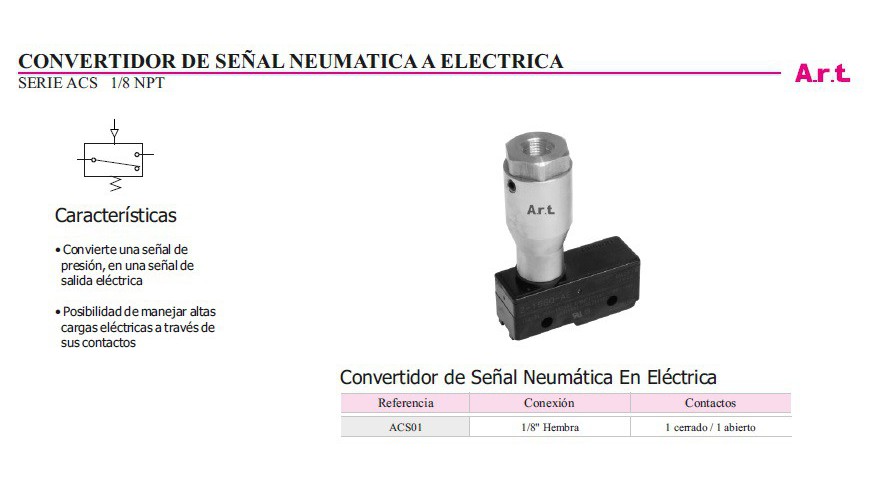 CONVERTIDOR DE SEÑAL NEUMATICA A ELECTRICA
SERIE ACS 1/8 NPT
A.r.t.
Características
• Convierte una señal de
presión, en una señal de
salida eléctrica
• Posibilidad de manejar altas
cargas eléctricas a través de
sus contactos
A.r.t.
Convertidor de Señal Neumática En Eléctrica
Referencia Conexión Contactos
ACS01 1/8" Hembra 1 cerrado / 1 abierto